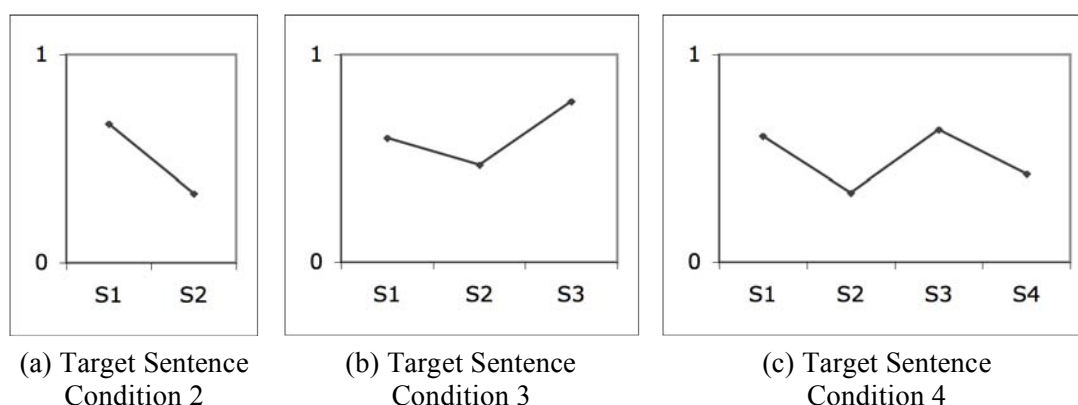 1
0
S1 S2
(a) Target Sentence
Condition 2
1
0
S1 S2 S3
(b) Target Sentence
Condition 3
1
0
S1 S2 S3 S4
(c) Target Sentence
Condition 4